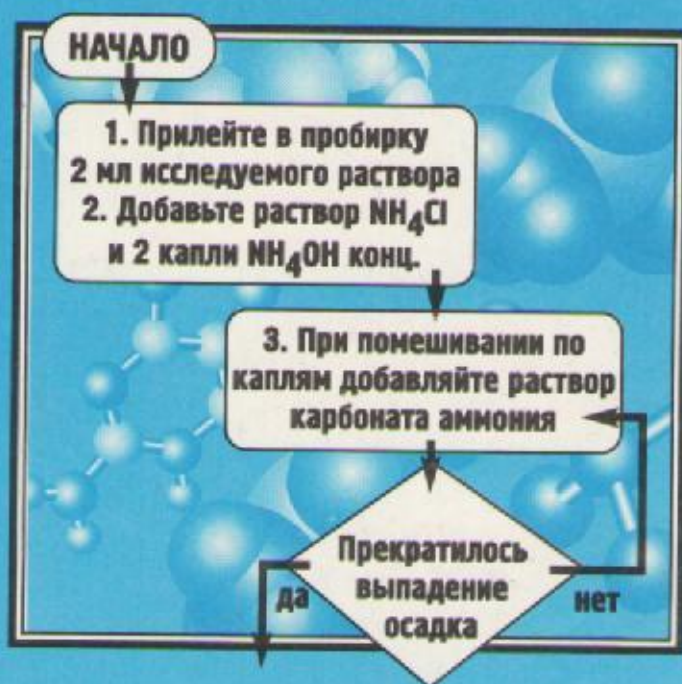 НАЧАЛО
1. Прилейте в пробирку
2 мл исследуемого раствора
2. Добавьте раствор NH₄Cl
и 2 капли NH₄OH конц.
3. При помешивании по
каплям добавляйте раствор
карбоната аммония
Прекратилось
выпадение
осадка
да
нет